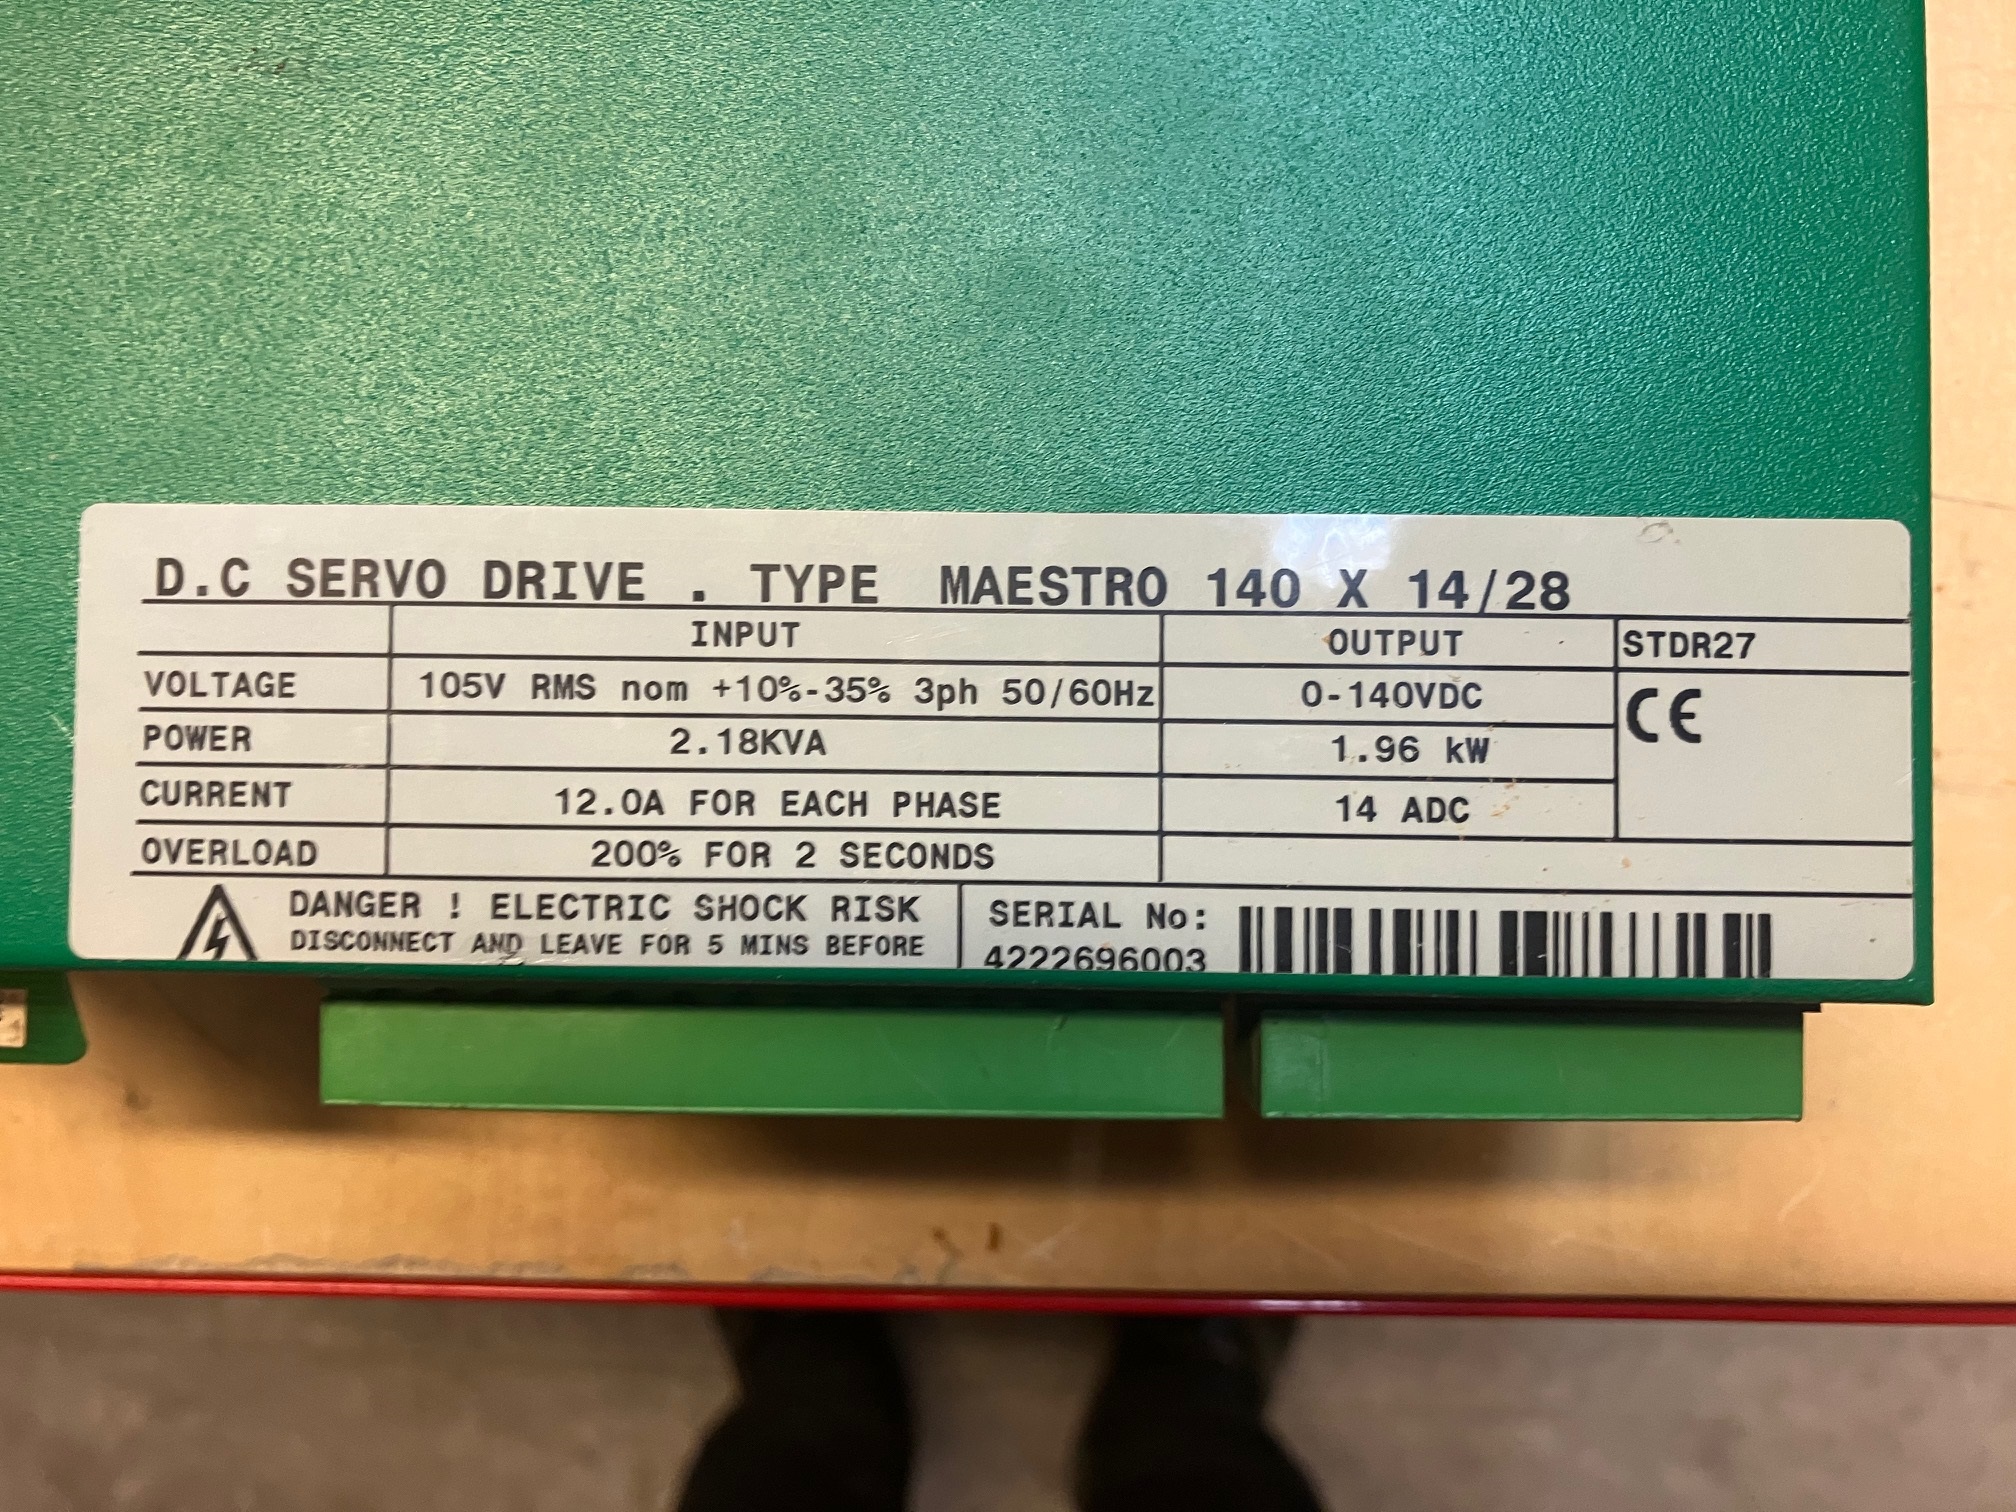 D.C SERVO DRIVE . TYPE MAESTRO 140 X 14/28
INPUT OUTPUT STDR27
VOLTAGE 105V RMS nom +10%-35% 3ph 50/60Hz 0-140VDC
CE
POWER 2.18KVA 1.96 kW
CURRENT 12.0A FOR EACH PHASE 14 ADC
OVERLOAD 200% FOR 2 SECONDS
DANGER ! ELECTRIC SHOCK RISK
DISCONNECT AND LEAVE FOR 5 MINS BEFORE
SERIAL No:
4222696003